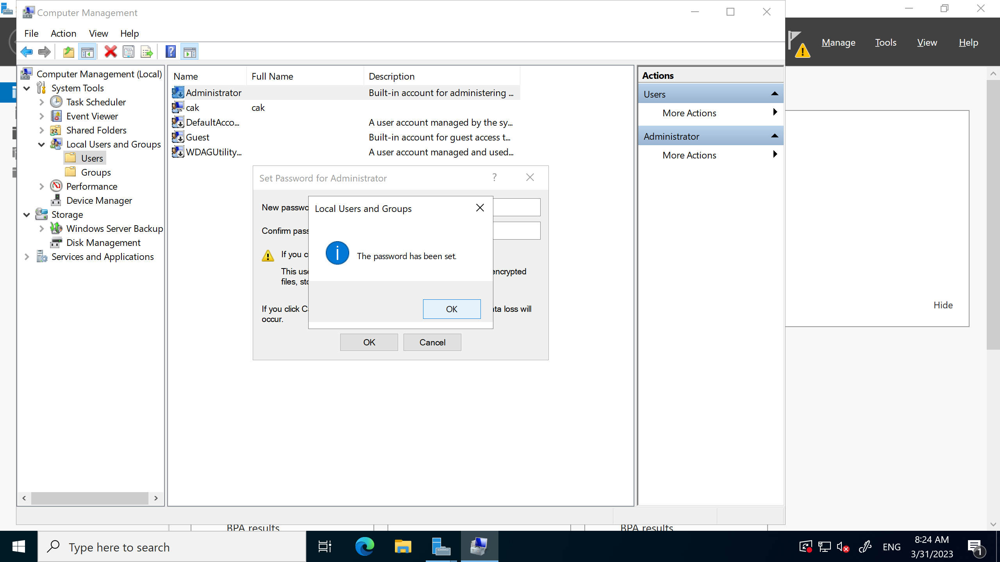 Computer Management
File Action View Help
Manage Tools View Help
Computer Management (Local)
System Tools
Task Scheduler
Event Viewer
Shared Folders
Local Users and Groups
Users
Groups
Performance
Device Manager
Storage
Windows Server Backup
Disk Management
Services and Applications
Name Full Name Description
Administrator Built-in account for administering ...
cak cak
DefaultAcco... A user account managed by the sy...
Guest Built-in account for guest access t...
WDAGUtility... A user account managed and used...
Actions
Users
More Actions
Administrator
More Actions
Set Password for Administrator
New passwo
Confirm pass
If you c
This use
encrypted
files, sto
If you click Ca
ata loss will
occur.
OK Cancel
Local Users and Groups
The password has been set.
OK
Hide
BPA results
BPA results
Type here to search
ENG
8:24 AM
3/31/2023
1